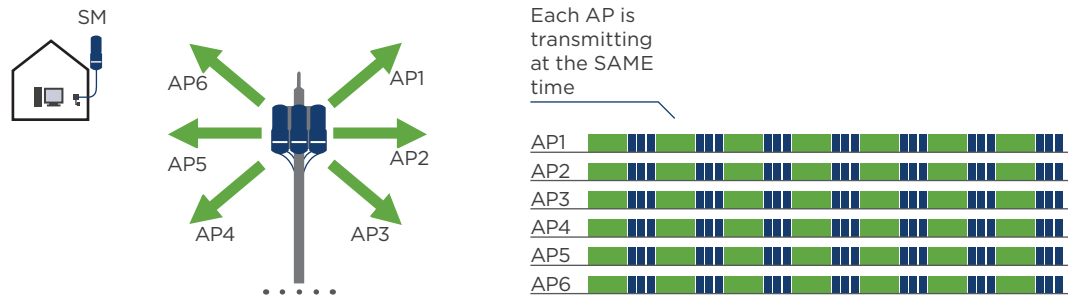 SM
AP6
AP1
AP5
AP2
AP4
AP3
Each AP is
transmitting
at the SAME
time
AP1
AP2
AP3
AP4
AP5
AP6